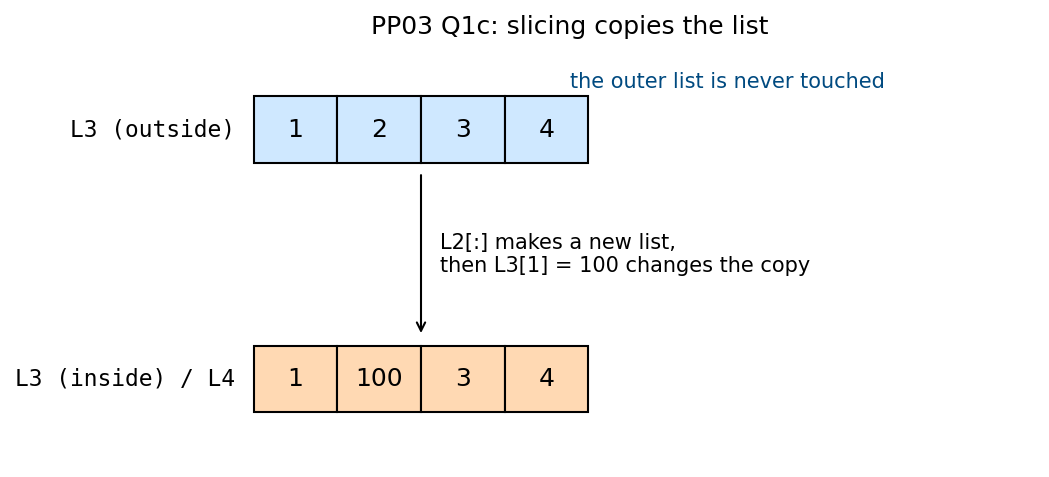 PP03 Q1c: slicing copies the list
the outer list is never touched
L3 (outside)
1 2 3 4
L2[:] makes a new list,
then L3[1] = 100 changes the copy
L3 (inside) / L4
1 100 3 4